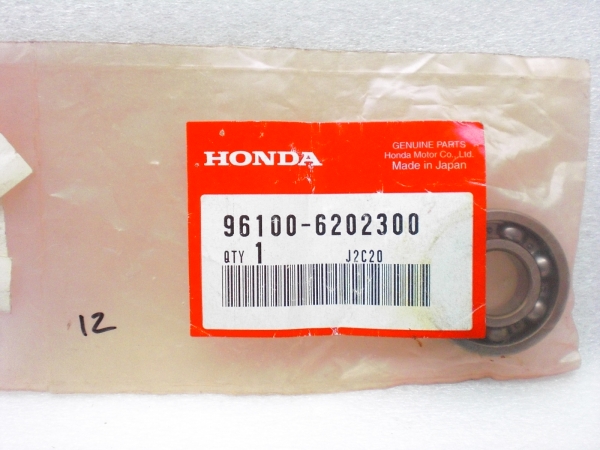 HONDA
GENUINE PARTS
Honda Motor Co.,Ltd.
Made in Japan
96100-6202300
QTY 1 J2C20
12